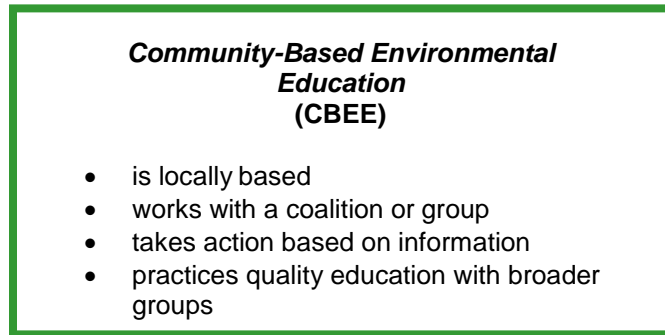 Community-Based Environmental
Education
(CBEE)
• is locally based
• works with a coalition or group
• takes action based on information
• practices quality education with broader
groups